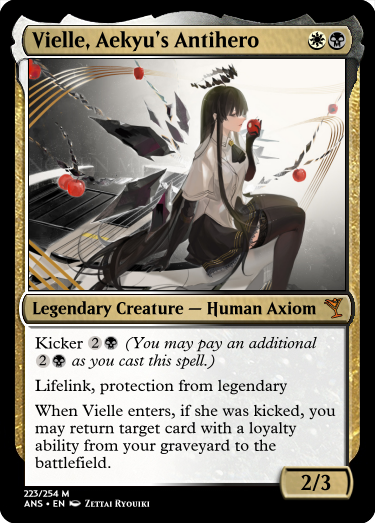 Vielle, Aekyu's Antihero
Legendary Creature — Human Axiom
Kicker 2 (You may pay an additional
2 as you cast this spell.)
Lifelink, protection from legendary
When Vielle enters, if she was kicked, you
may return target card with a loyalty
ability from your graveyard to the
battlefield.
2/3
223/254 M
ANS • EN Zettai Ryouiki